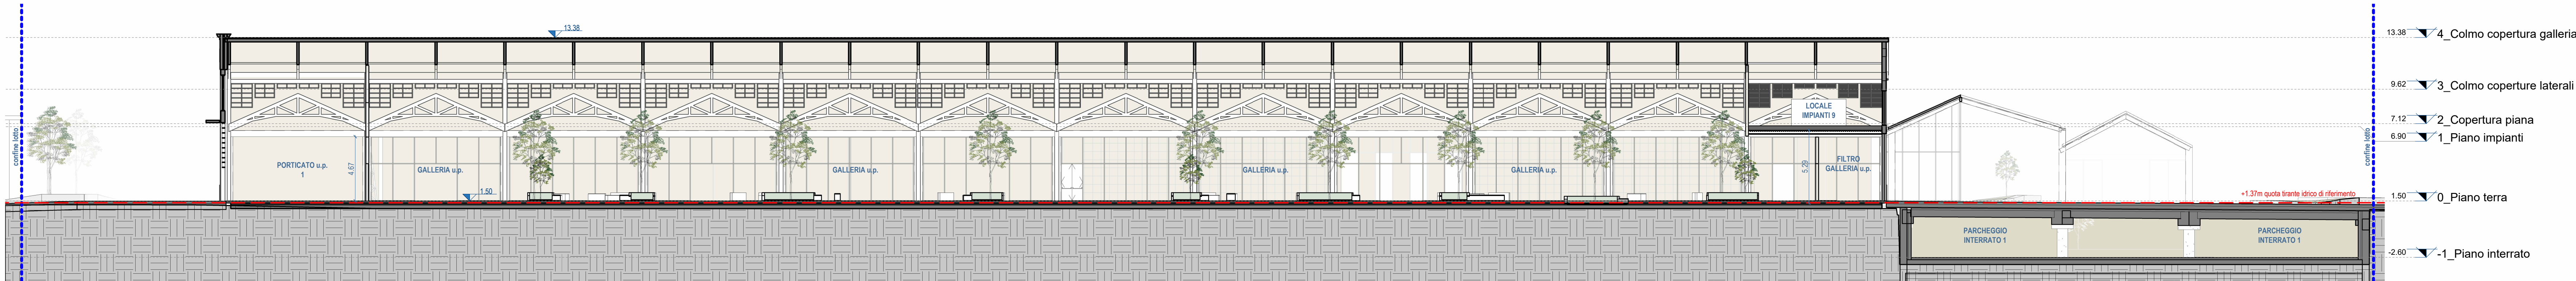 13.38
13.38 4_Colmo copertura galleria
9.62 3_Colmo coperture laterali
LOCALE
IMPIANTI 9
7.12 2_Copertura piana
6.90 1_Piano impianti
confine lotto
confine lotto
PORTICATO u.p.
1
4.67
GALLERIA u.p.
GALLERIA u.p.
GALLERIA u.p.
GALLERIA u.p.
5.29
FILTRO
GALLERIA u.p.
1.50
+1.37m quota tirante idrico di riferimento
1.50 0_Piano terra
PARCHEGGIO
INTERRATO 1
PARCHEGGIO
INTERRATO 1
-2.60 -1_Piano interrato